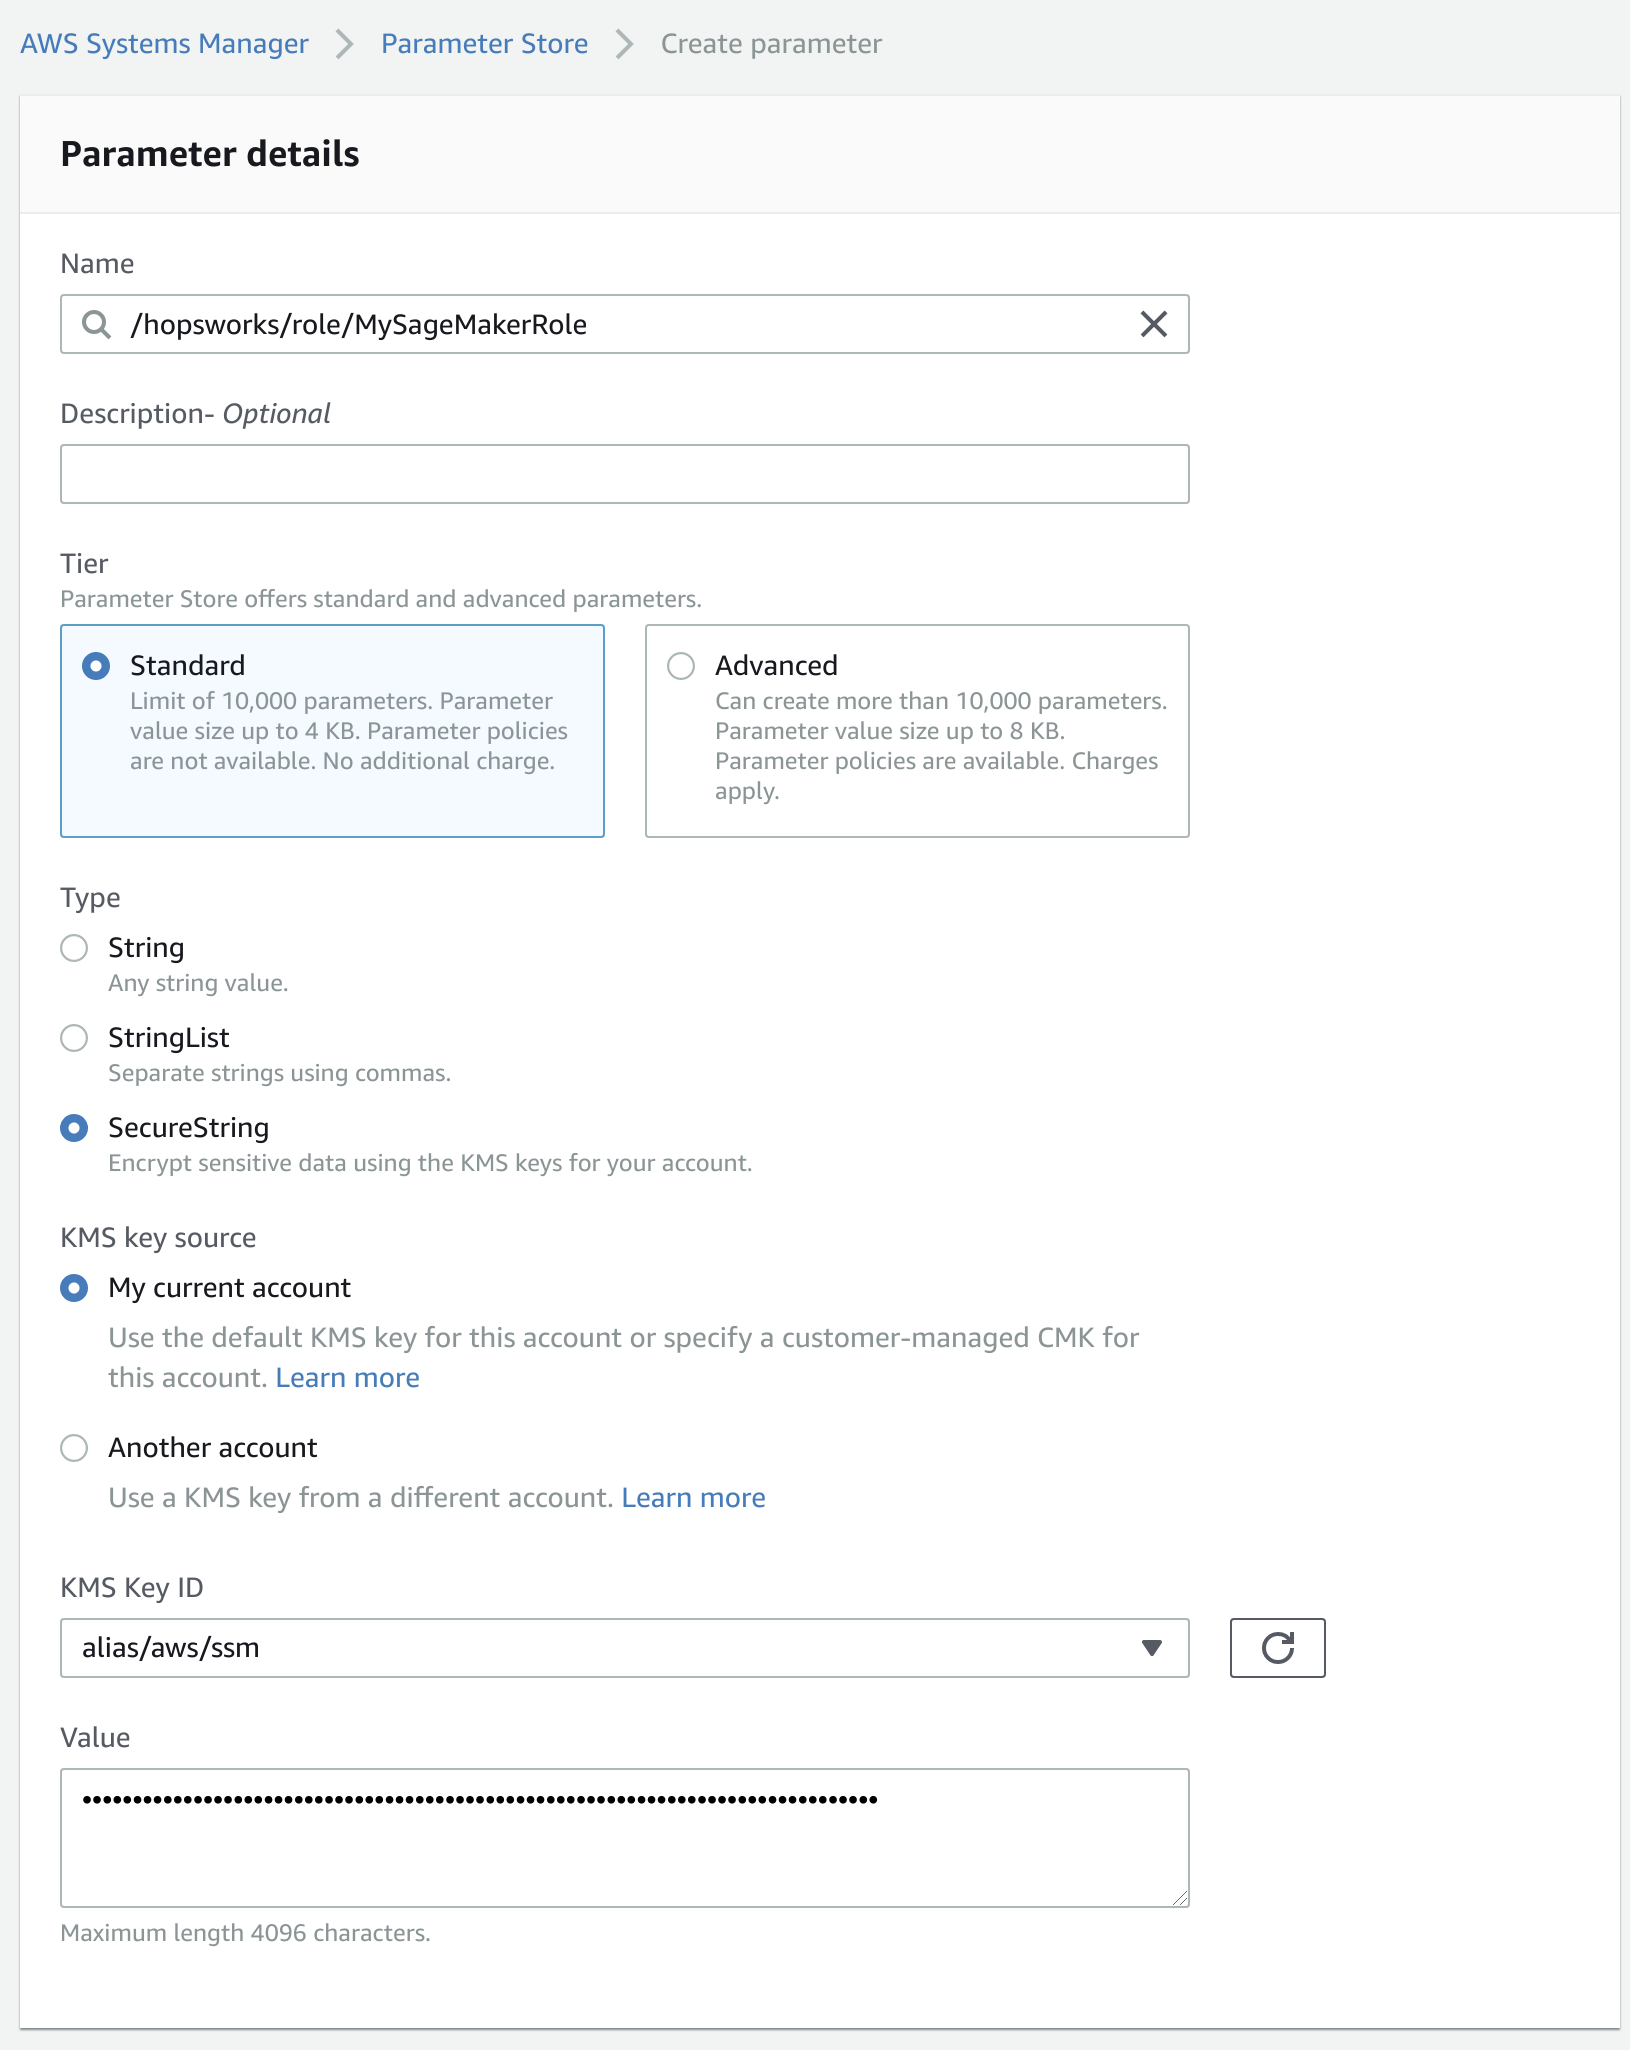 AWS Systems Manager > Parameter Store > Create parameter
Parameter details
Name
/hopsworks/role/MySageMakerRole
Description- Optional
Tier
Parameter Store offers standard and advanced parameters.
Standard
Limit of 10,000 parameters. Parameter
value size up to 4 KB. Parameter policies
are not available. No additional charge.
Advanced
Can create more than 10,000 parameters.
Parameter value size up to 8 KB.
Parameter policies are available. Charges
apply.
Type
String
Any string value.
StringList
Separate strings using commas.
SecureString
Encrypt sensitive data using the KMS keys for your account.
KMS key source
My current account
Use the default KMS key for this account or specify a customer-managed CMK for
this account. Learn more
Another account
Use a KMS key from a different account. Learn more
KMS Key ID
alias/aws/ssm
Value
Maximum length 4096 characters.